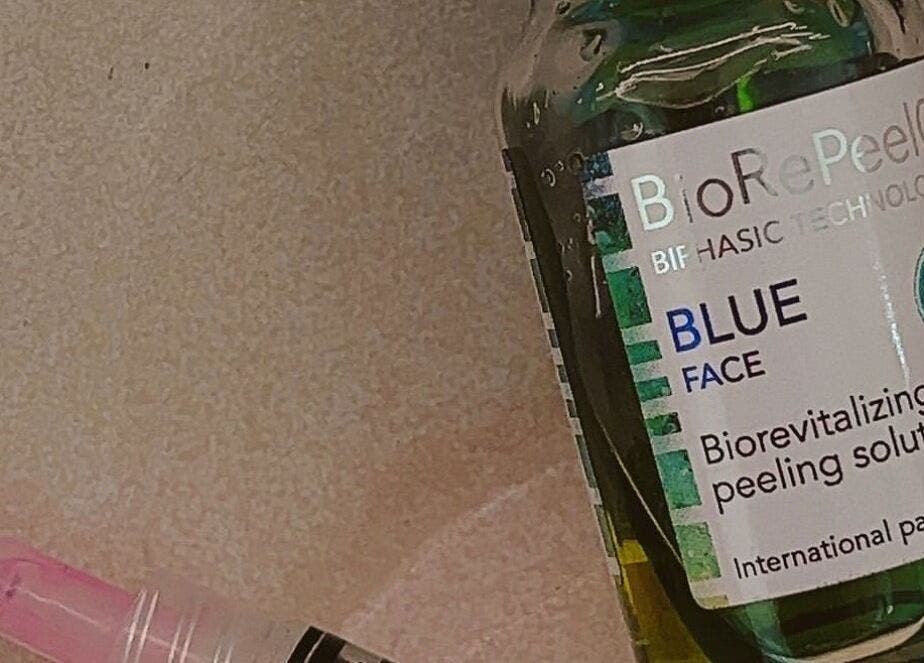 BioRePeel
BIPHASIC TECHNOLO
BLUE
FACE
Biorevitalizing
peeling solut
International pa